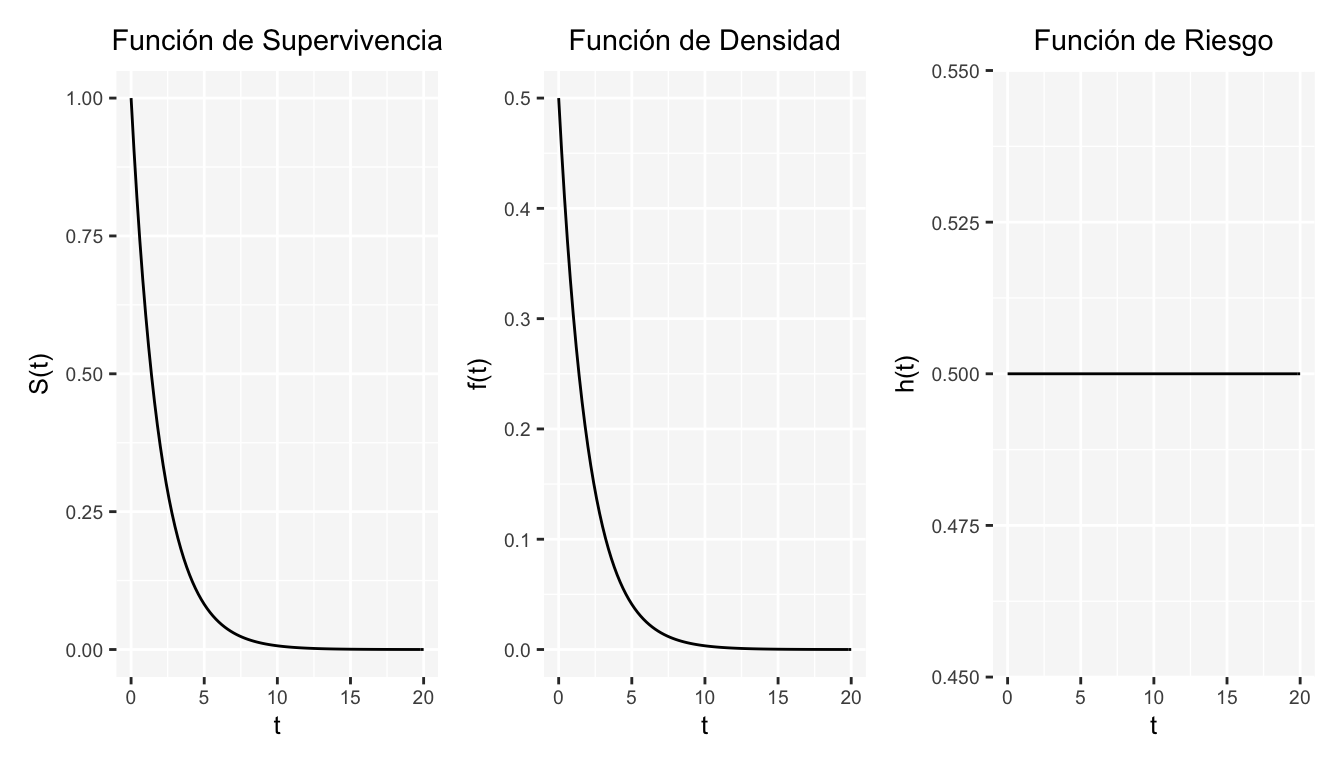 Función de Supervivencia
1.00
0.75
0.50
0.25
0.00
S(t)
0 5 10 15 20
t
Función de Densidad
0.5
0.4
0.3
0.2
0.1
0.0
f(t)
0 5 10 15 20
t
Función de Riesgo
0.550
0.525
0.500
0.475
0.450
h(t)
0 5 10 15 20
t